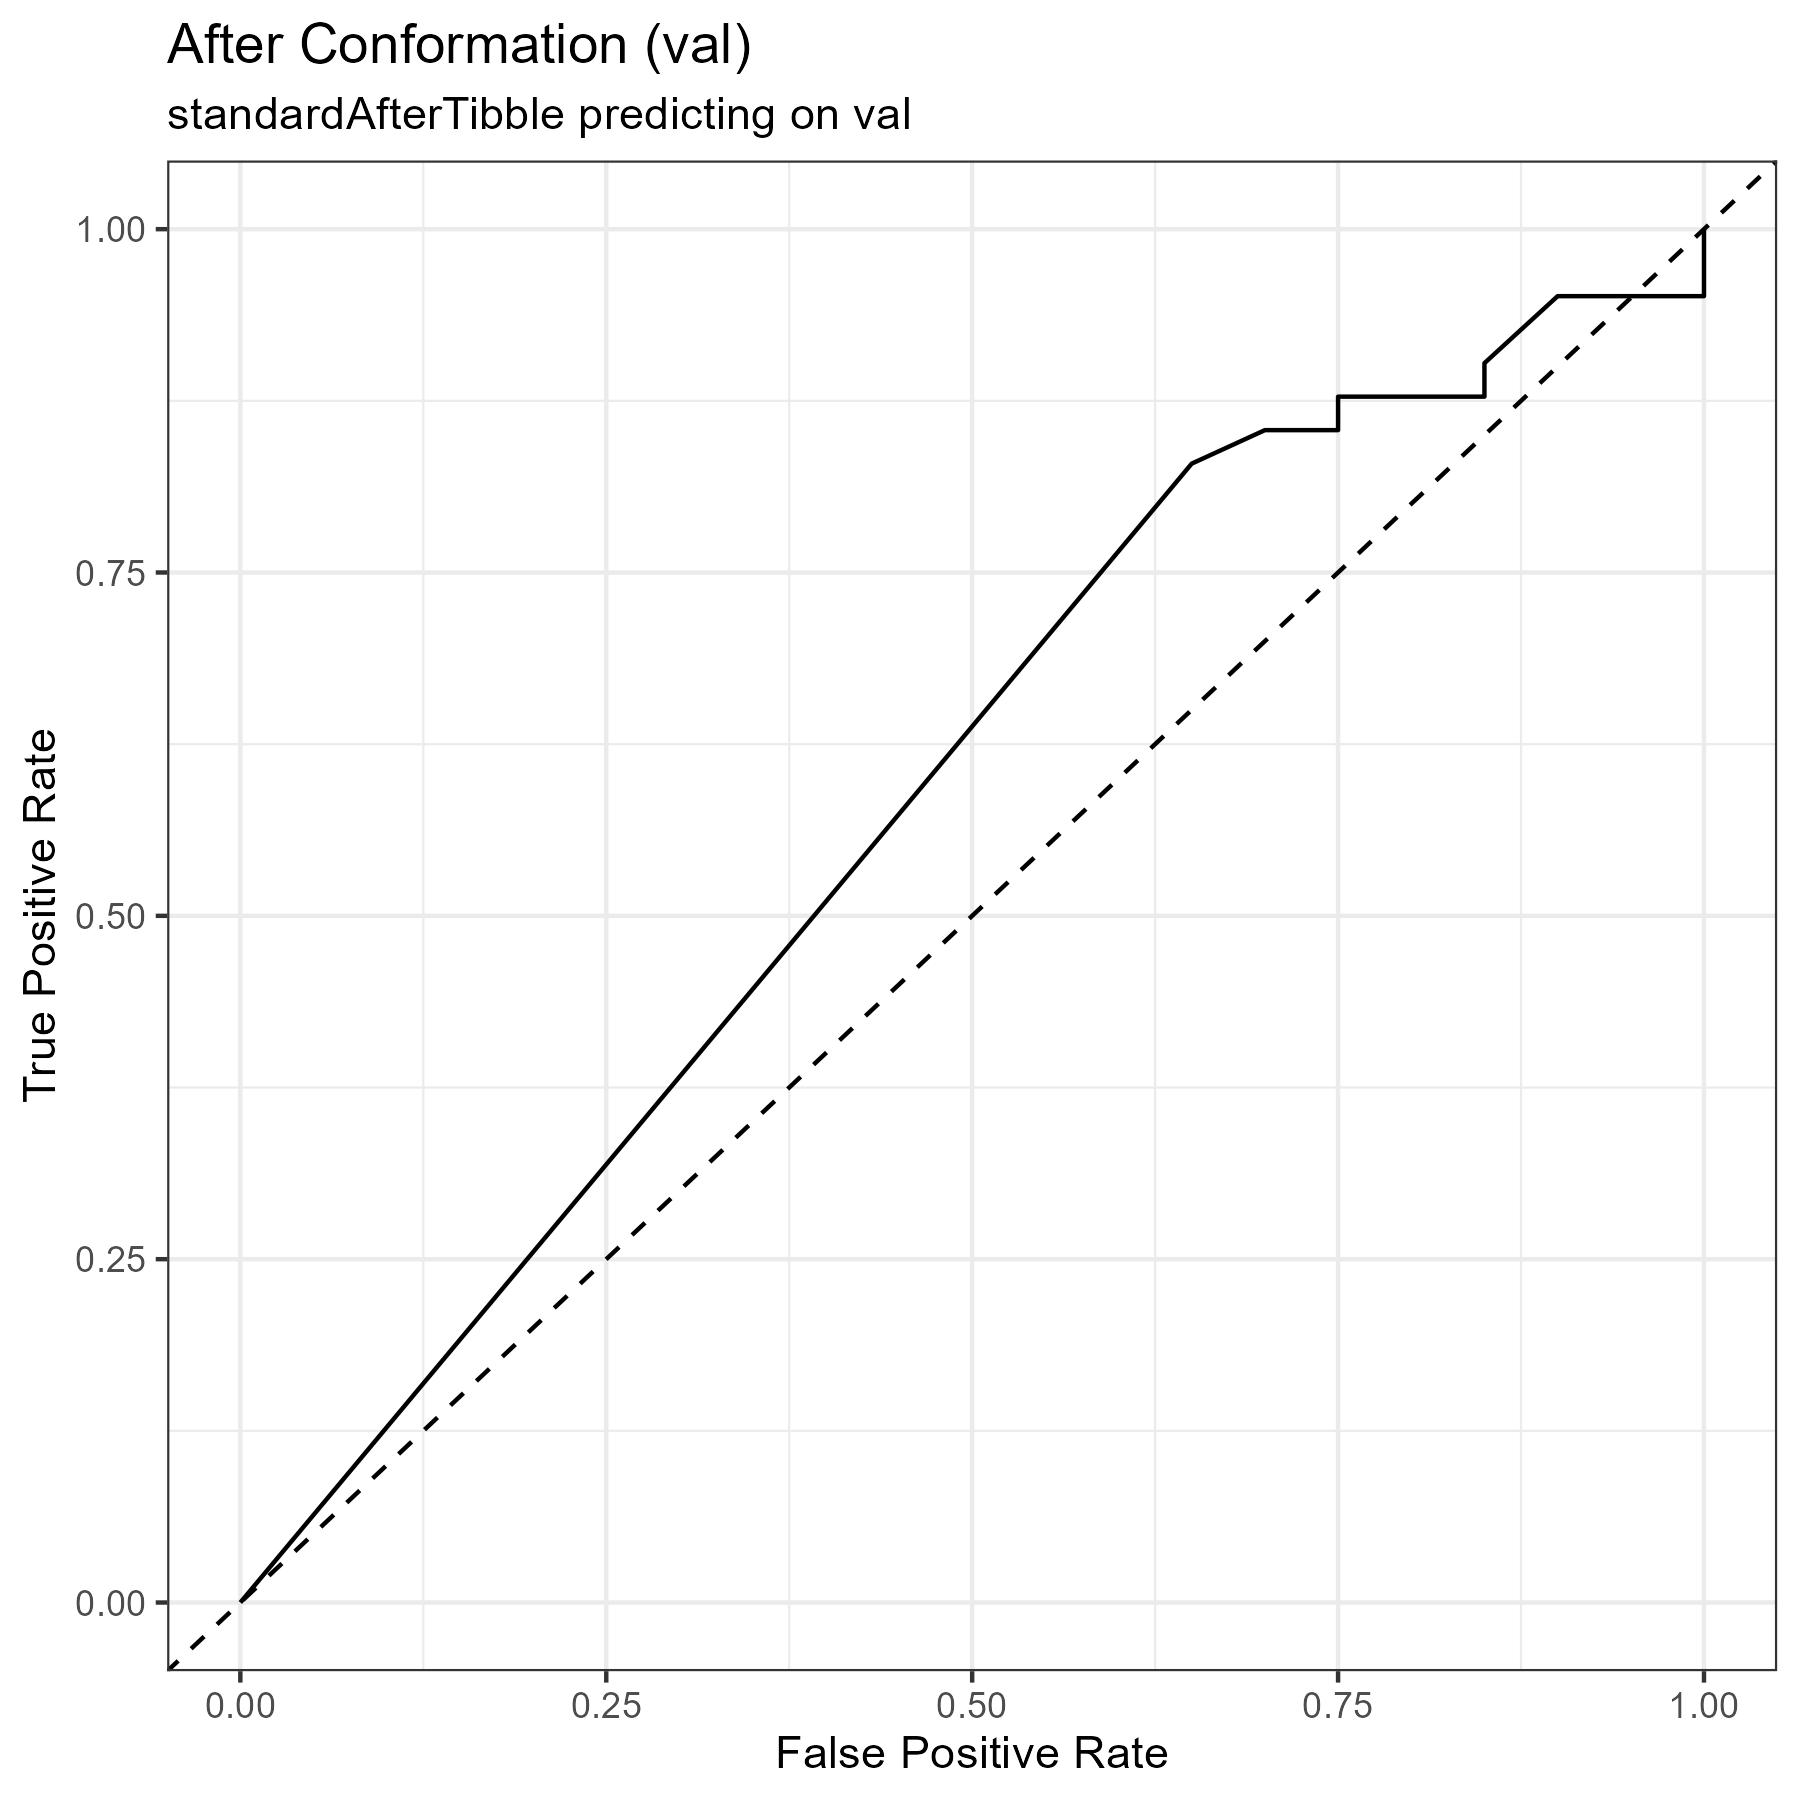 After Conformation (val)
standardAfterTibble predicting on val
True Positive Rate
1.00
0.75
0.50
0.25
0.00
0.00 0.25 0.50 0.75 1.00
False Positive Rate